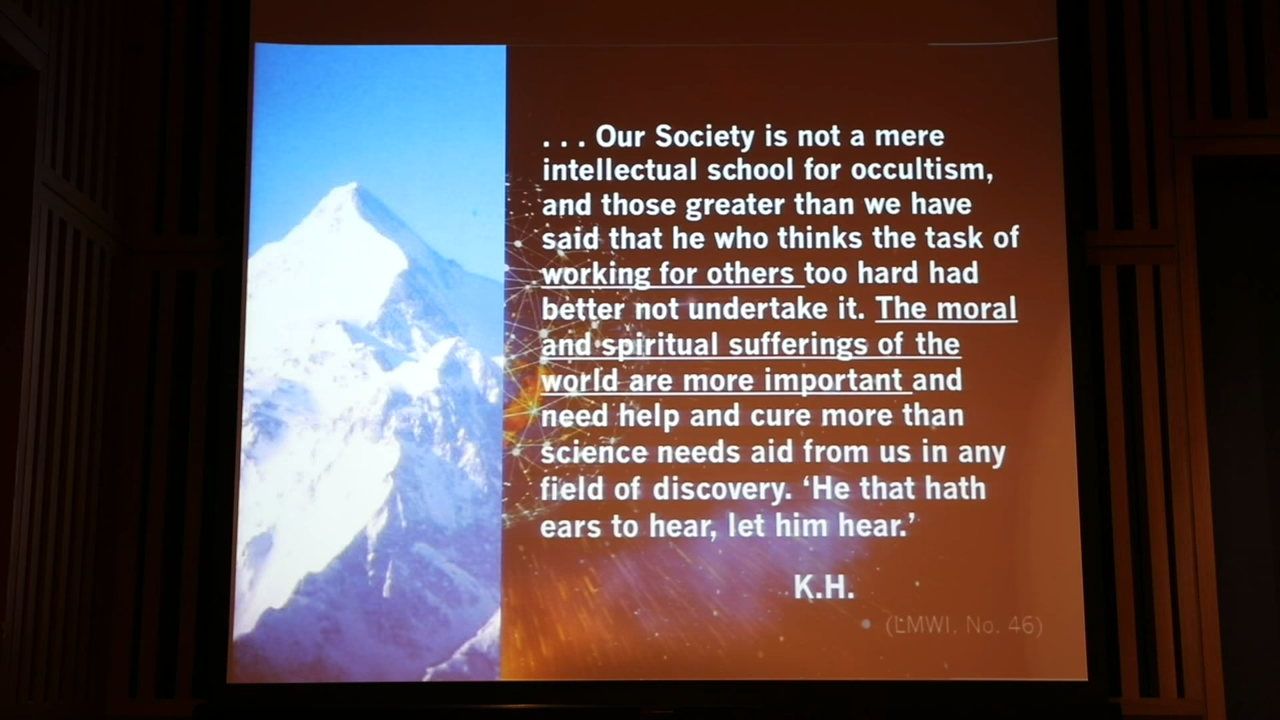 . . . Our Society is not a mere
intellectual school for occultism,
and those greater than we have
said that he who thinks the task of
working for others too hard had
better not undertake it. The moral
and spiritual sufferings of the
world are more important and
need help and cure more than
science needs aid from us in any
field of discovery. ‘He that hath
ears to hear, let him hear.’
K.H.
• (LMWI, No. 46)